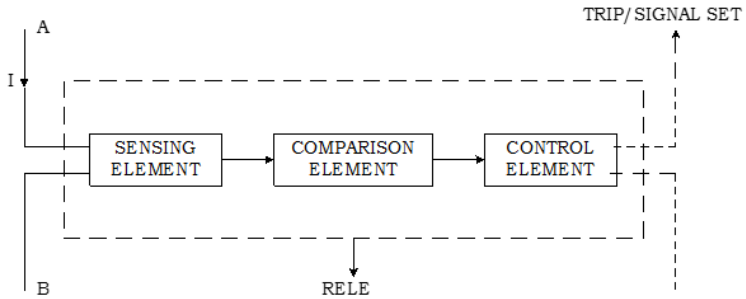 TRIP/SIGNAL SET
A
I
SENSING
ELEMENT
COMPARISON
ELEMENT
CONTROL
ELEMENT
B
RELE